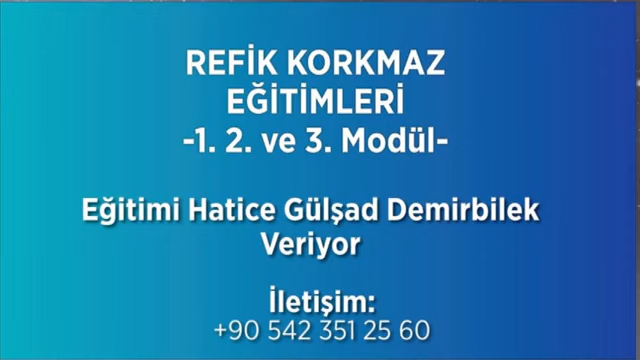 REFİK KORKMAZ
EĞİTİMLERİ
-1. 2. ve 3. Modül-
Eğitimi Hatice Gülşad Demirbilek
Veriyor
İletişim:
+90 542 351 25 60